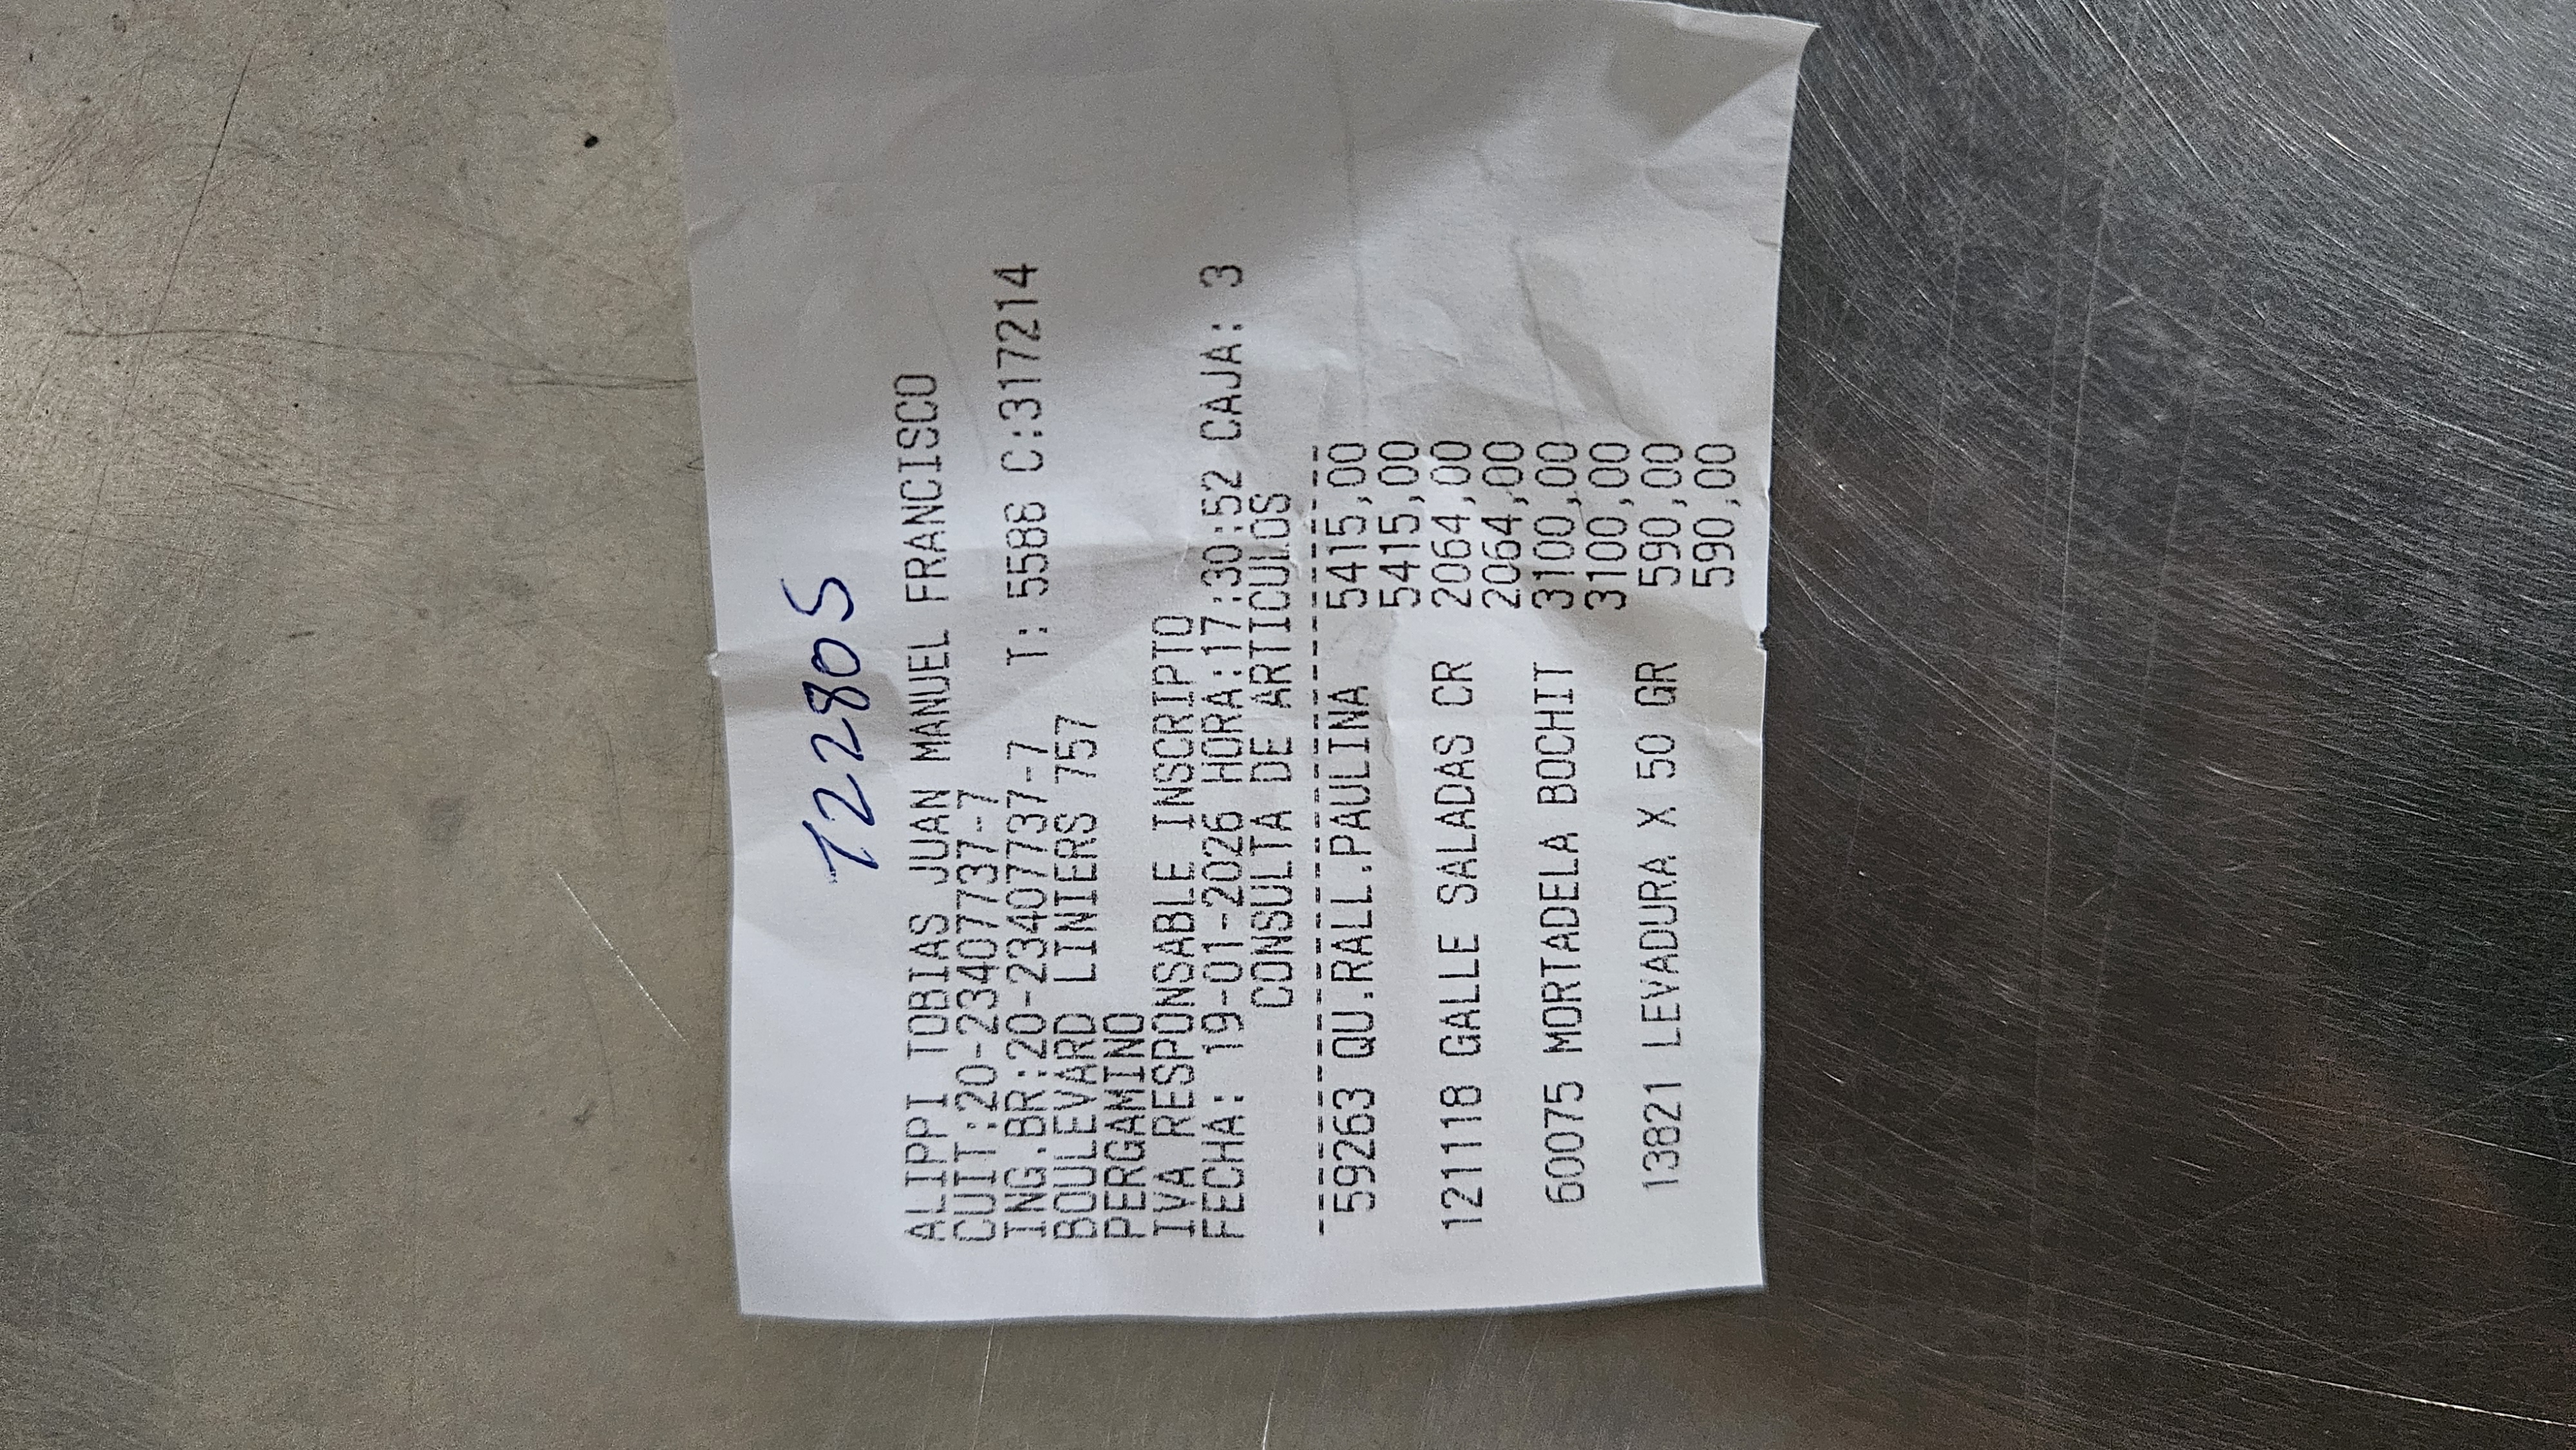 122805
ALIPPI TOBIAS JUAN MANUEL FRANCISCO
CUIT:20-23407737-7
ING.BR:20-23407737-7 T: 5586 C:317214
BOULEVARD LINIERS 757
PERGAMINO
IVA RESPONSABLE INSCRIPTO
FECHA: 19-01-2026 HORA:17:30:52 CAJA: 3
CONSULTA DE ARTICULOS
59263 QU.RALL.PAULINA 5415,00
5415,00
121118 GALLE SALADAS CR 2064,00
2064,00
60075 MORTADELA BOCHIT 3100,00
3100,00
13821 LEVADURA X 50 GR 590,00
590,00